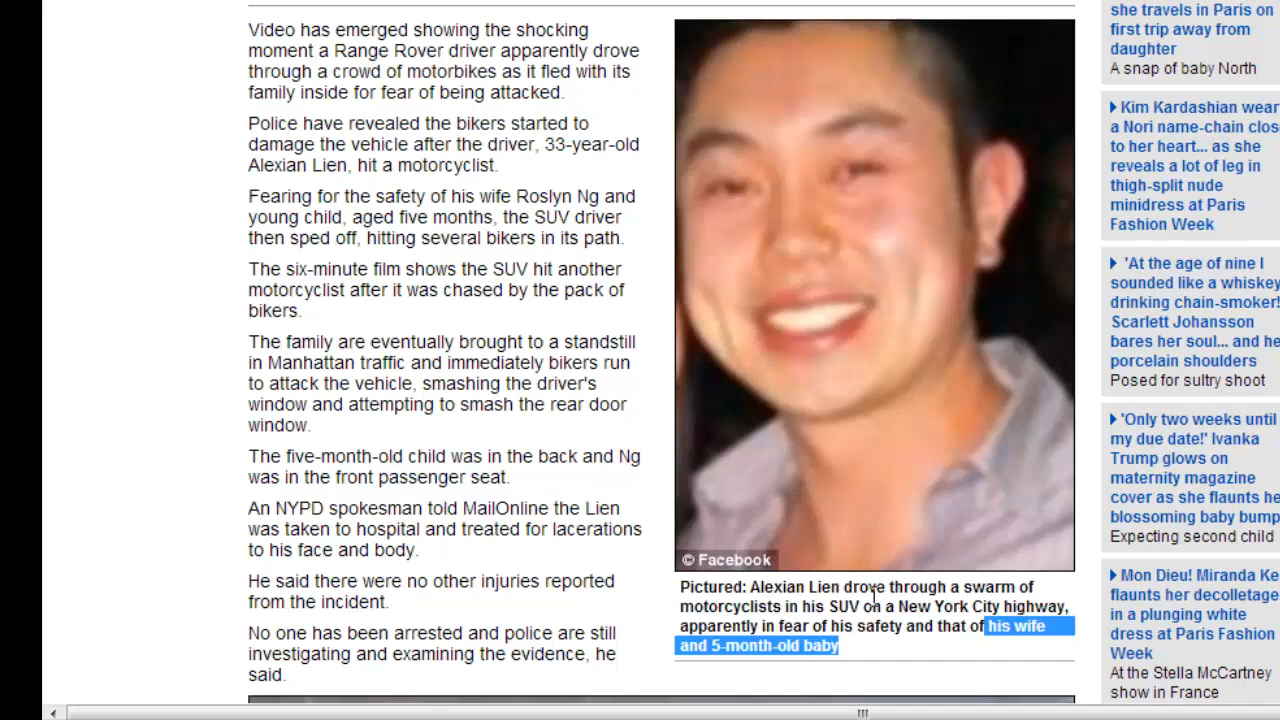 Video has emerged showing the shocking
moment a Range Rover driver apparently drove
through a crowd of motorbikes as it fled with its
family inside for fear of being attacked.
Police have revealed the bikers started to
damage the vehicle after the driver, 33-year-old
Alexian Lien, hit a motorcyclist.
Fearing for the safety of his wife Roslyn Ng and
young child, aged five months, the SUV driver
then sped off, hitting several bikers in its path.
The six-minute film shows the SUV hit another
motorcyclist after it was chased by the pack of
bikers.
The family are eventually brought to a standstill
in Manhattan traffic and immediately bikers run
to attack the vehicle, smashing the driver's
window and attempting to smash the rear door
window.
The five-month-old child was in the back and Ng
was in the front passenger seat.
An NYPD spokesman told MailOnline the Lien
was taken to hospital and treated for lacerations
to his face and body.
He said there were no other injuries reported
from the incident.
No one has been arrested and police are still
investigating and examining the evidence, he
said.
© Facebook
Pictured: Alexian Lien drove through a swarm of
motorcyclists in his SUV on a New York City highway,
apparently in fear of his safety and that of his wife
and 5-month-old baby
she travels in Paris on
first trip away from
daughter
A snap of baby North
Kim Kardashian wear
a Nori name-chain clos
to her heart... as she
reveals a lot of leg in
thigh-split nude
minidress at Paris
Fashion Week
'At the age of nine I
sounded like a whiskey
drinking chain-smoker!
Scarlett Johansson
bares her soul... and he
porcelain shoulders
Posed for sultry shoot
'Only two weeks until
my due date!' Ivanka
Trump glows on
maternity magazine
cover as she flaunts he
blossoming baby bump
Expecting second child
Mon Dieu! Miranda Ke
flaunts her decolletage
in a plunging white
dress at Paris Fashion
Week
At the Stella McCartney
show in France